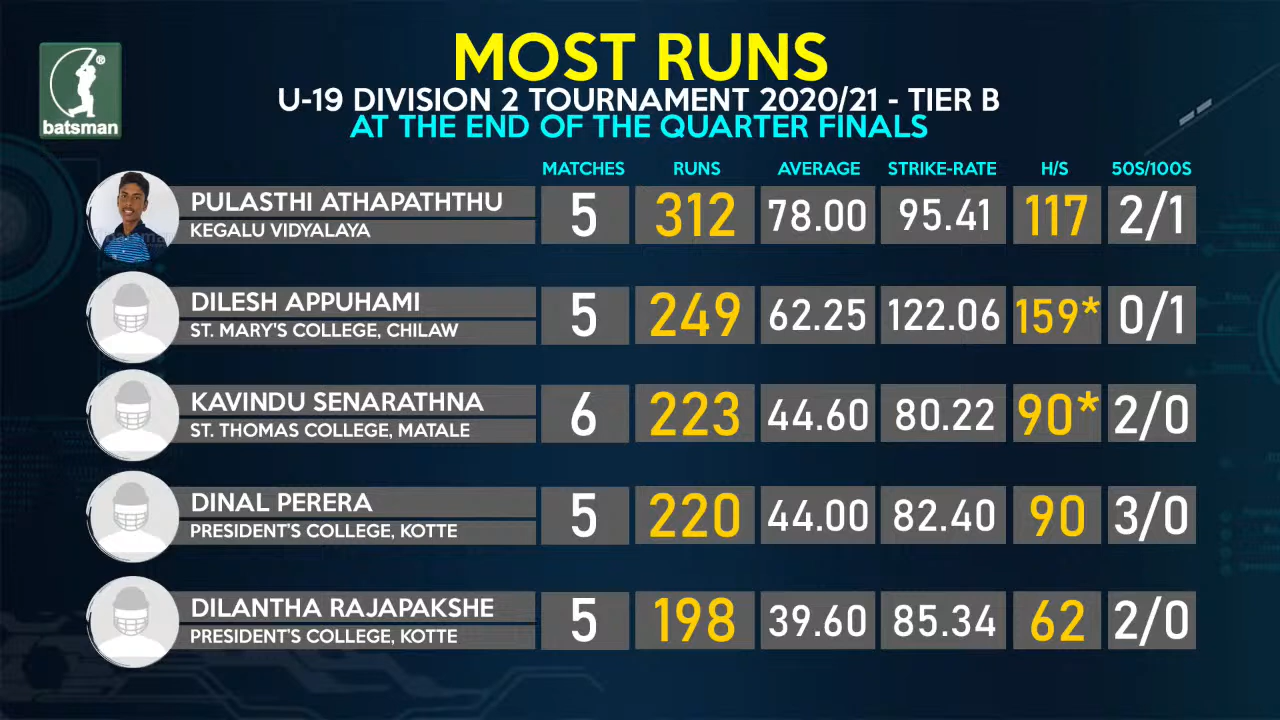 batsman
MOST RUNS
U-19 DIVISION 2 TOURNAMENT 2020/21 - TIER B
AT THE END OF THE QUARTER FINALS
MATCHES RUNS AVERAGE STRIKE-RATE H/S 50S/100S
PULASTHI ATHAPATHTHU
KEGALU VIDYALAYA
5 312 78.00 95.41 117 2/1
DILESH APPUHAMI
ST. MARY'S COLLEGE, CHILAW
5 249 62.25 122.06 159* 0/1
KAVINDU SENARATHNA
ST. THOMAS COLLEGE, MATALE
6 223 44.60 80.22 90* 2/0
DINAL PERERA
PRESIDENT'S COLLEGE, KOTTE
5 220 44.00 82.40 90 3/0
DILANTHA RAJAPAKSHE
PRESIDENT'S COLLEGE, KOTTE
5 198 39.60 85.34 62 2/0